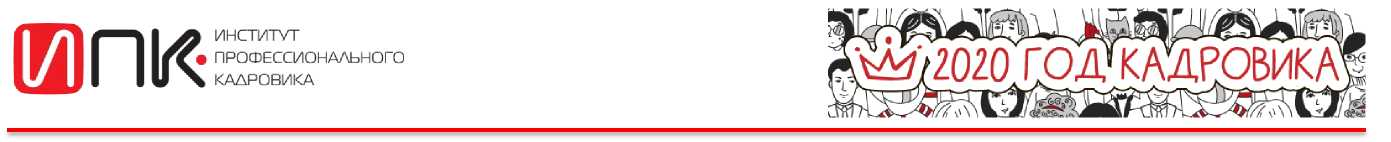 ИПК
ИНСТИТУТ
ПРОФЕССИОНАЛЬНОГО
КАДРОВИКА
2020 ГОД КАДРОВИКА